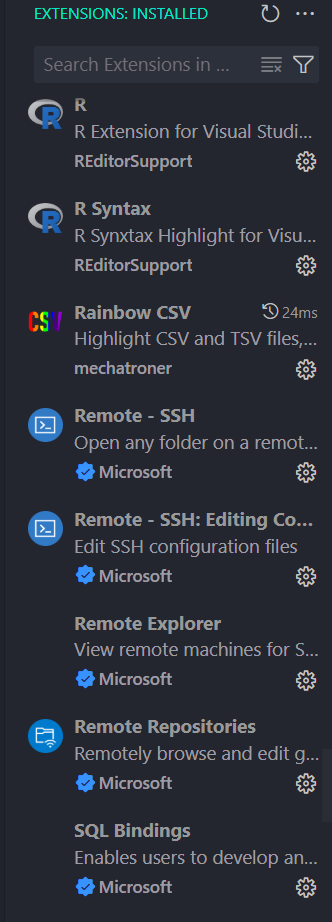 EXTENSIONS: INSTALLED
Search Extensions in ...
R
R Extension for Visual Studi...
REditorSupport
R Syntax
R Synxtax Highlight for Visu...
REditorSupport
CSV
Rainbow CSV 24ms
Highlight CSV and TSV files,...
mechatroner
Remote - SSH
Open any folder on a remot...
Microsoft
Remote - SSH: Editing Co...
Edit SSH configuration files
Microsoft
Remote Explorer
View remote machines for S...
Microsoft
Remote Repositories
Remotely browse and edit g...
Microsoft
SQL Bindings
Enables users to develop an...
Microsoft